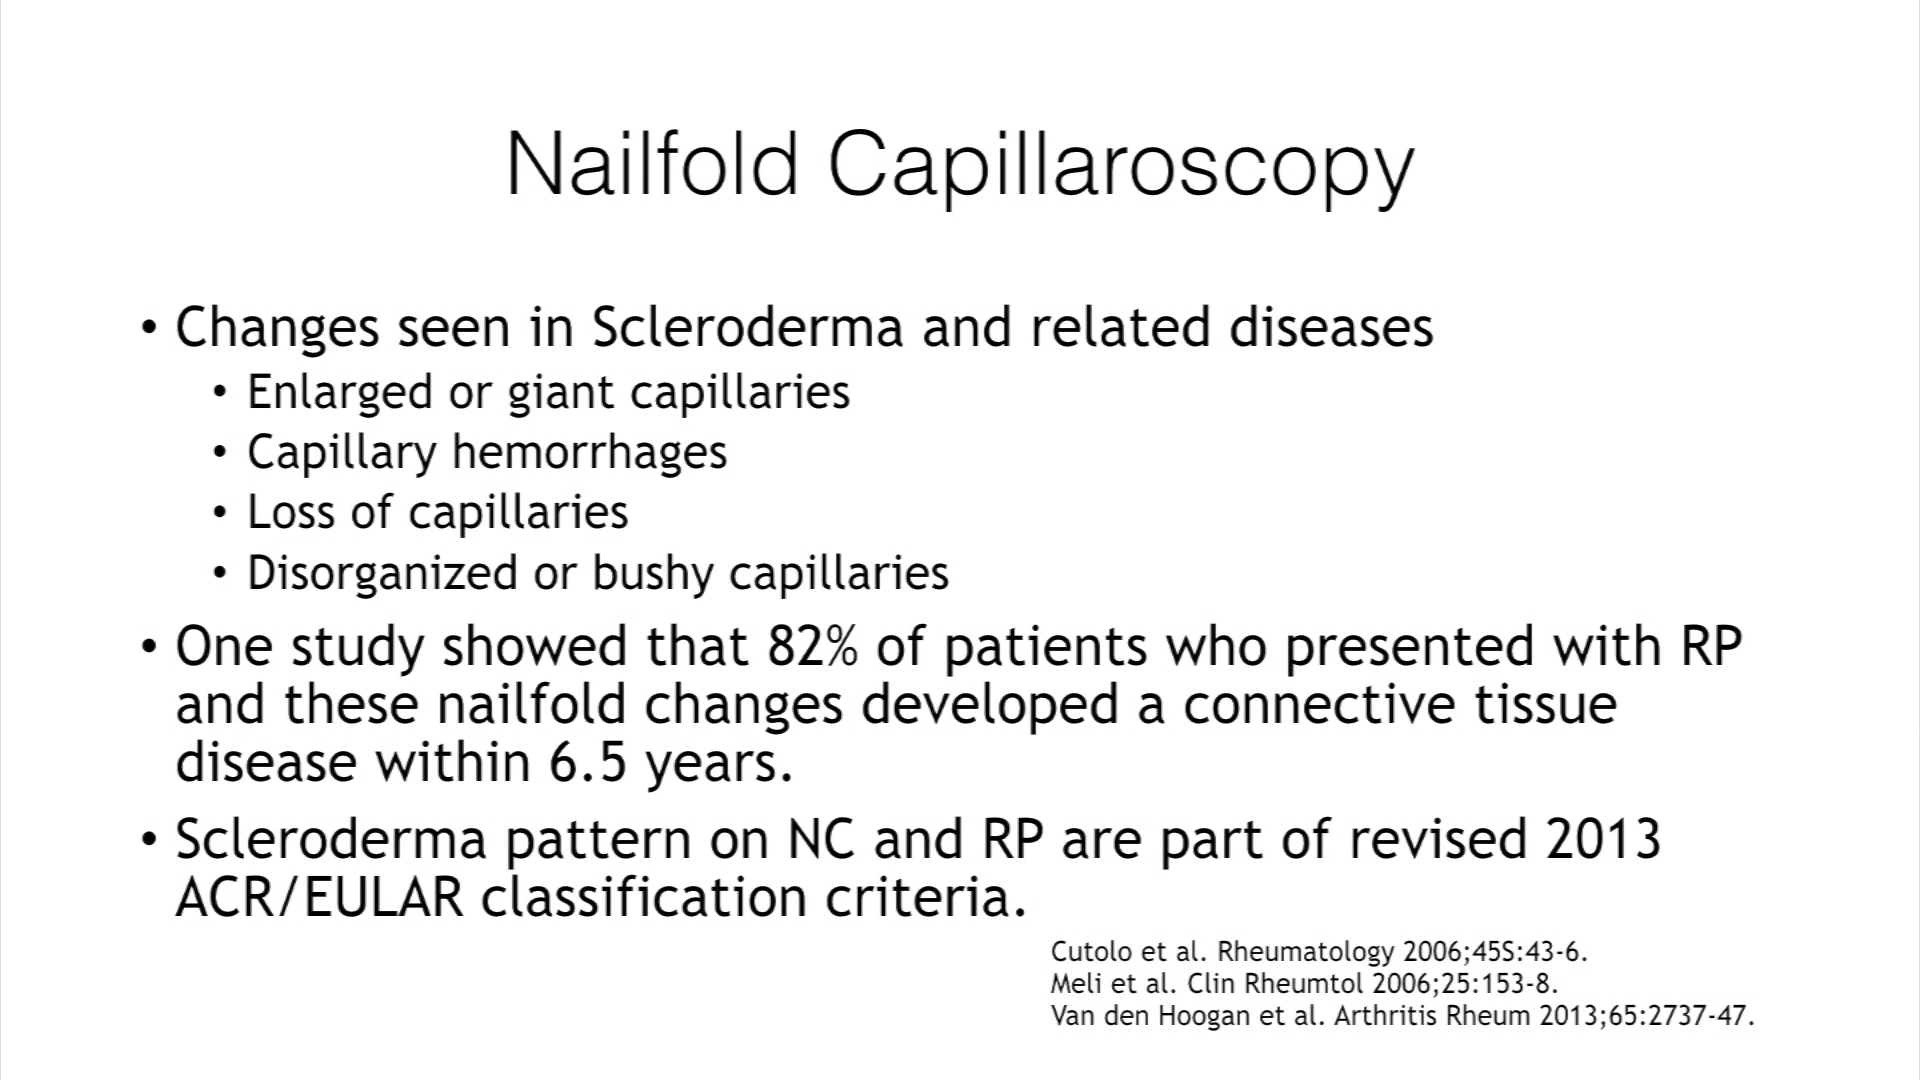 Nailfold Capillaroscopy
• Changes seen in Scleroderma and related diseases
• Enlarged or giant capillaries
• Capillary hemorrhages
• Loss of capillaries
• Disorganized or bushy capillaries
• One study showed that 82% of patients who presented with RP
and these nailfold changes developed a connective tissue
disease within 6.5 years.
• Scleroderma pattern on NC and RP are part of revised 2013
ACR/EULAR classification criteria.
Cutolo et al. Rheumatology 2006;45S:43-6.
Meli et al. Clin Rheumtol 2006;25:153-8.
Van den Hoogan et al. Arthritis Rheum 2013;65:2737-47.